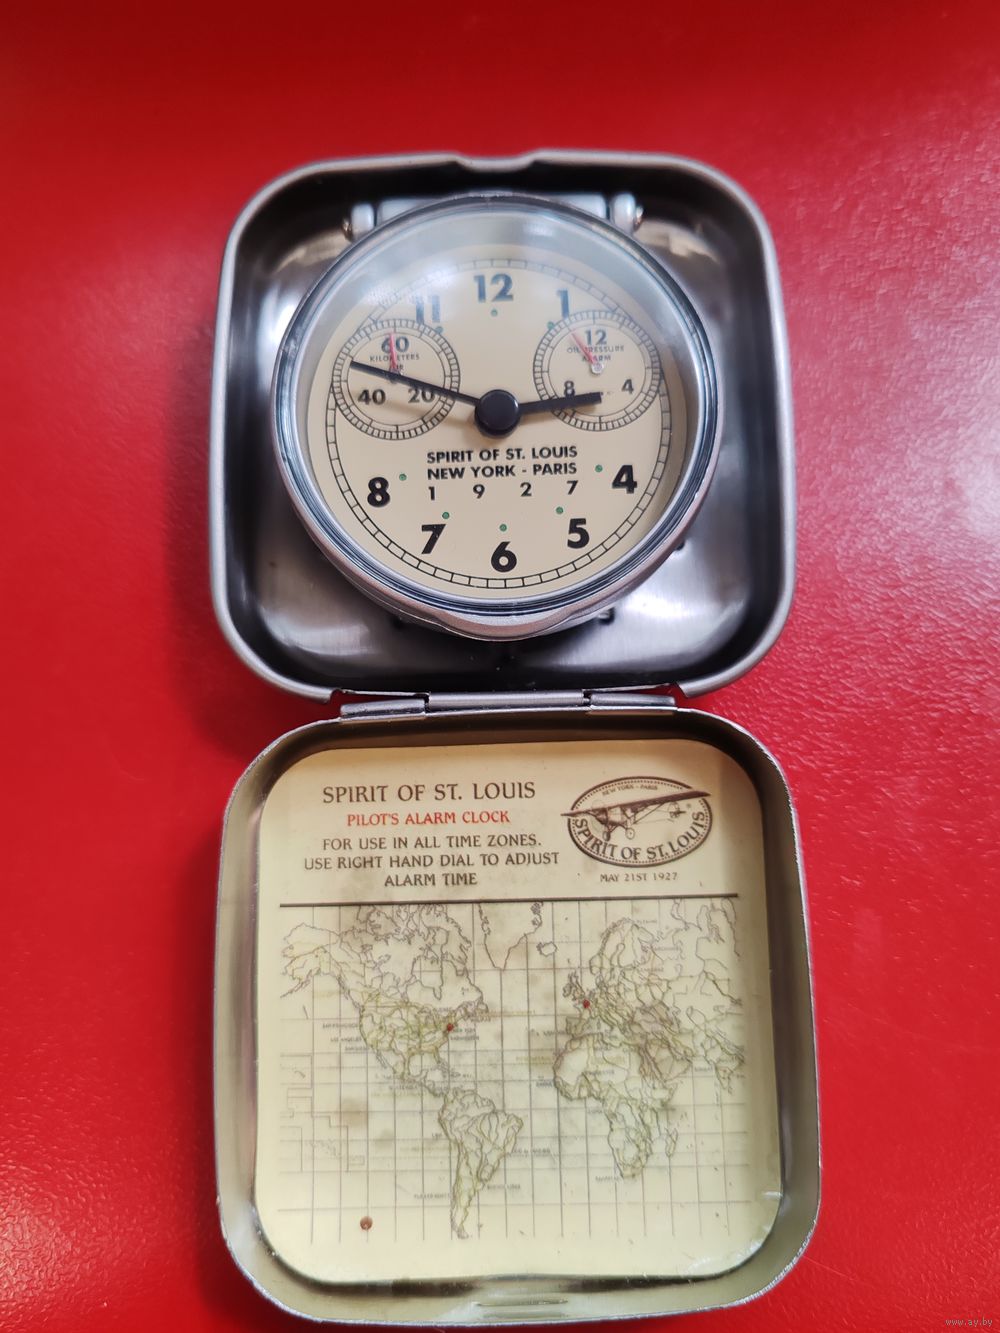 12
11
1
60
KILOMETERS
40
20
12
OIL PRESSURE
ALARM
8
4
SPIRIT OF ST. LOUIS
NEW YORK - PARIS
1 9 2 7
8
4
7
5
6
SPIRIT OF ST. LOUIS
PILOT'S ALARM CLOCK
FOR USE IN ALL TIME ZONES.
USE RIGHT HAND DIAL TO ADJUST
ALARM TIME
NEW YORK - PARIS
SPIRIT OF ST. LOUIS
MAY 21ST 1927
www.ay.by